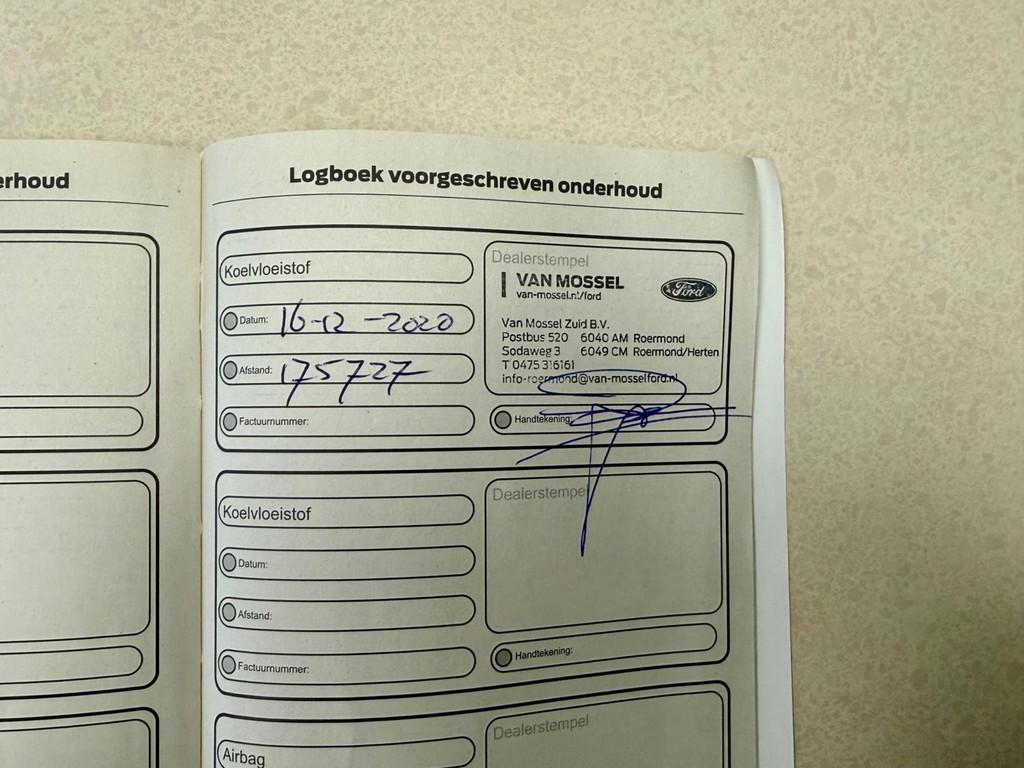 erhoud
Logboek voorgeschreven onderhoud
Koelvloeistof
Datum: 16-12-2020
Afstand: 175727
Factuurnummer:
Dealerstempel
VAN MOSSEL
van-mossel.nl/ford
Ford
Van Mossel Zuid B.V.
Postbus 520 6040 AM Roermond
Sodaweg 3 6049 CM Roermond/Herten
T 0475 316161
info-roermond@van-mosselford.nl
Handtekening:
Koelvloeistof
Datum:
Afstand:
Factuurnummer:
Dealerstempel
Handtekening:
Airbag
Dealerstempel